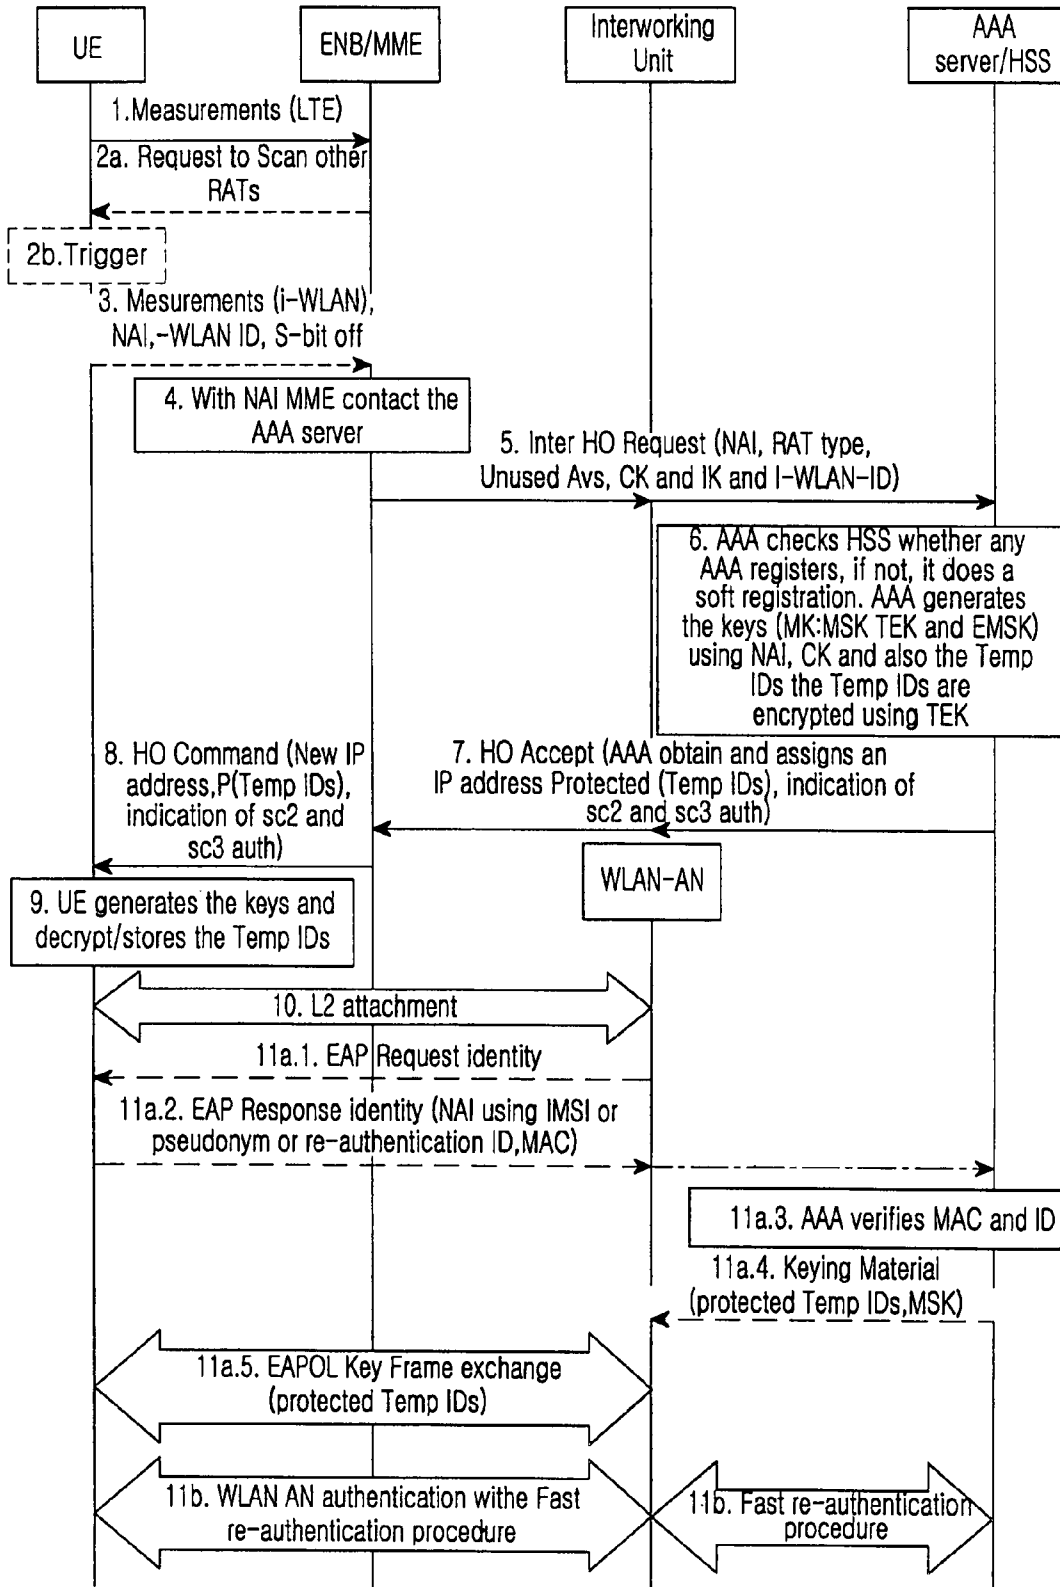 UE
ENB/MME
Interworking
Unit
AAA
server/HSS
1.Measurements (LTE)
2a. Request to Scan other
RATs
2b.Trigger
3. Mesurements (i-WLAN),
NAI,-WLAN ID, S-bit off
4. With NAI MME contact the
AAA server
5. Inter HO Request (NAI, RAT type,
Unused Avs, CK and IK and I-WLAN-ID)
6. AAA checks HSS whether any
AAA registers, if not, it does a
soft registration. AAA generates
the keys (MK:MSK TEK and EMSK)
using NAI, CK and also the Temp
IDs the Temp IDs are
encrypted using TEK
7. HO Accept (AAA obtain and assigns an
IP address Protected (Temp IDs), indication of
sc2 and sc3 auth)
8. HO Command (New IP
address,P(Temp IDs),
indication of sc2 and
sc3 auth)
WLAN-AN
9. UE generates the keys and
decrypt/stores the Temp IDs
10. L2 attachment
11a.1. EAP Request identity
11a.2. EAP Response identity (NAI using IMSI or
pseudonym or re-authentication ID,MAC)
11a.3. AAA verifies MAC and ID
11a.4. Keying Material
(protected Temp IDs,MSK)
11a.5. EAPOL Key Frame exchange
(protected Temp IDs)
11b. WLAN AN authentication withe Fast
re-authentication procedure
11b. Fast re-authentication
procedure